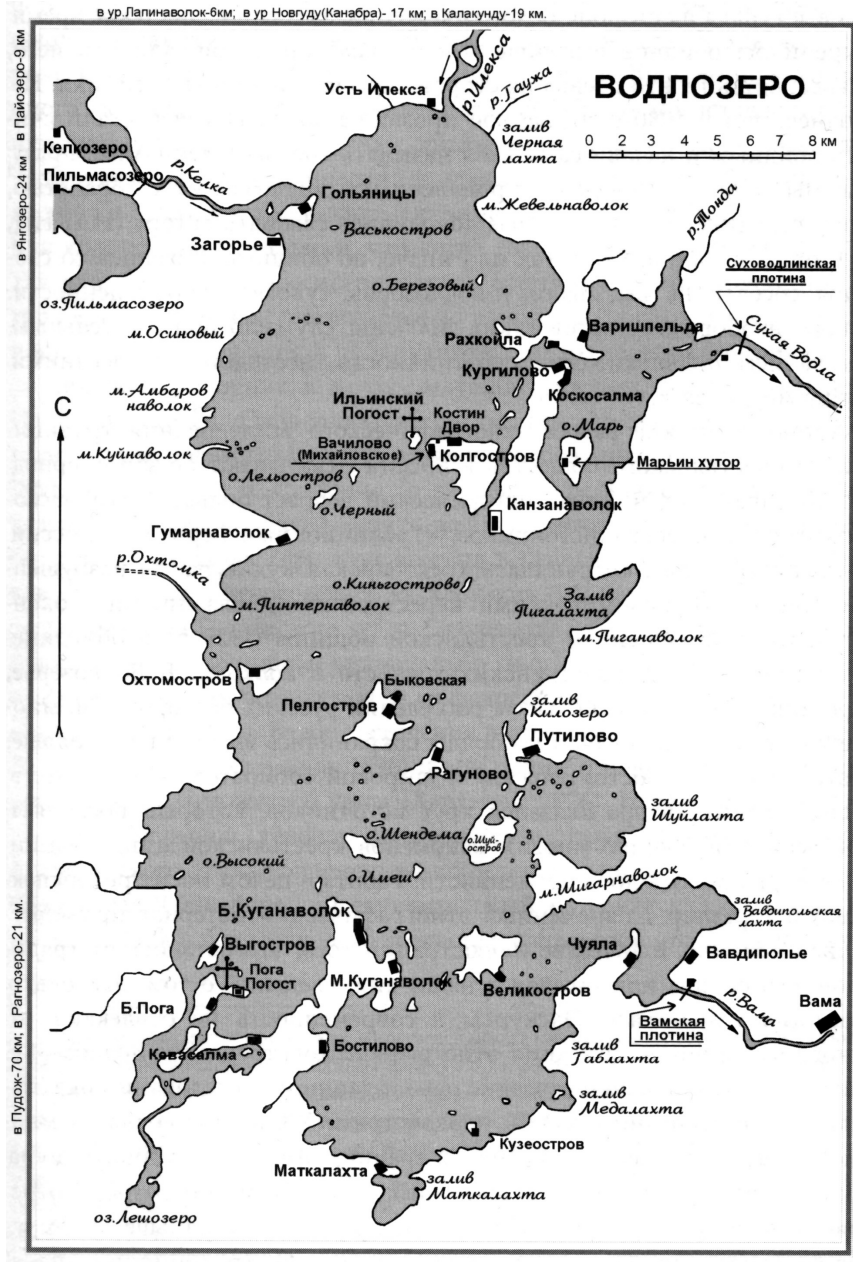 в ур.Лапинаволок-6км; в ур Новгуду(Канабра)- 17 км; в Калакунду-19 км.
в Пайозеро-9 км
в Янгозеро-24 км
в Пудож-70 км; в Рагнозеро-21 км.
ВОДЛОЗЕРО
0 1 2 3 4 5 6 7 8 км
Усть Илекса
р.Илекса
р.Гаужа
залив
Черная
лахта
Келкозеро
Пильмасозеро
р.Келка
Гольяницы
м.Жевельнаволок
р.Тонда
Васькостров
Загорье
Суховодлинская
плотина
о.Березовый
оз.Пильмасозеро
Сухая Водла
м.Осиновый
Рахкойла
Варишпельда
Кургилово
м.Амбаров
наволок
Коскосалма
С
Ильинский
Погост
Костин
Двор
о.Марь
Вачилово
(Михайловское)
м.Куйнаволок
Колгостров
Л
Марьин хутор
о.Лельостров
о.Черный
Канзанаволок
Гумарнаволок
р.Охтомка
о.Киньгострове
Залив
Пигалахта
м.Пинтернаволок
м.Пиганаволок
Охтомостров
Быковская
Пелгостров
залив
Килозеро
Путилово
Рагуново
залив
Шуйлахта
о.Шендема
о.Шуй-
остров
о.Высокий
о.Имеш
м.Шигарнаволок
Б.Куганаволок
залив
Вавдипольская
лахта
Выгостров
Чуяла
Вавдиполье
Пога
Погост
М.Куганаволок
Великостров
р.Вама
Вама
Б.Пога
Вамская
плотина
Кевасалма
Бостилово
залив
Габлахта
залив
Медалахта
Кузеостров
Маткалахта
залив
Маткалахта
оз.Лешозеро